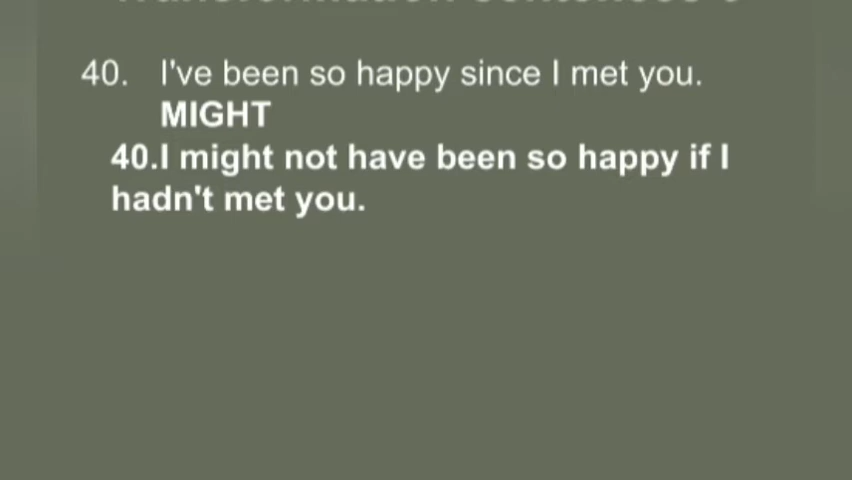 40. I've been so happy since I met you.
MIGHT
40.I might not have been so happy if I
hadn't met you.